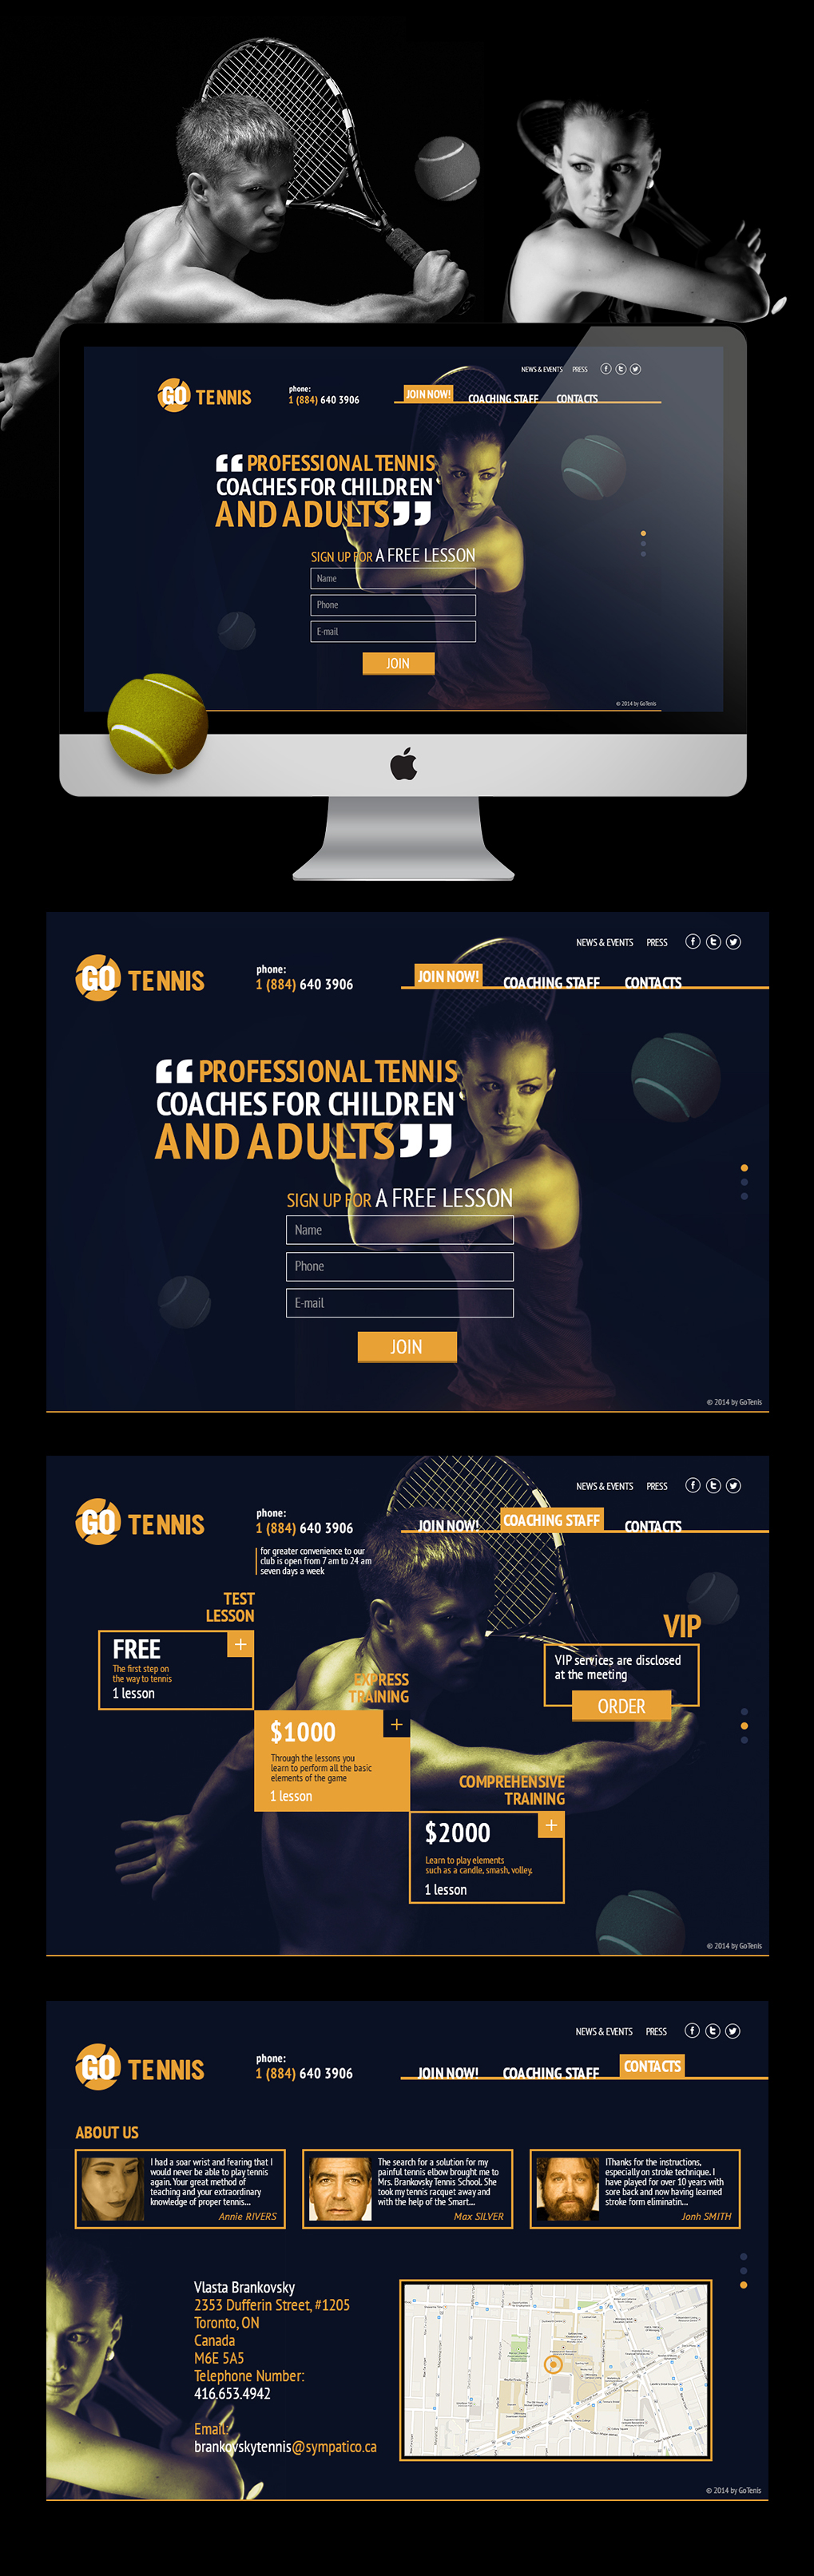 NEWS & EVENTS PRESS
GO TENNIS
phone:
1 (884) 640 3906
JOIN NOW! COACHING STAFF CONTACTS
“PROFESSIONAL TENNIS
COACHES FOR CHILDREN
AND ADULTS”
SIGN UP FOR A FREE LESSON
Name
Phone
E-mail
JOIN
© 2014 by GoTenis
NEWS & EVENTS PRESS
GO TENNIS
phone:
1 (884) 640 3906
JOIN NOW! COACHING STAFF CONTACTS
“PROFESSIONAL TENNIS
COACHES FOR CHILDREN
AND ADULTS”
SIGN UP FOR A FREE LESSON
Name
Phone
E-mail
JOIN
© 2014 by GoTenis
NEWS & EVENTS PRESS
GO TENNIS
phone:
1 (884) 640 3906
JOIN NOW! COACHING STAFF CONTACTS
for greater convenience to our
club is open from 7 am to 24 am
seven days a week
TEST
LESSON
FREE +
The first step on
the way to tennis
1 lesson
VIP
VIP services are disclosed
at the meeting
ORDER
EXPRESS
TRAINING
$1000 +
Through the lessons you
learn to perform all the basic
elements of the game
1 lesson
COMPREHENSIVE
TRAINING
$2000 +
Learn to play elements
such as a candle, smash, volley.
1 lesson
© 2014 by GoTenis
NEWS & EVENTS PRESS
GO TENNIS
phone:
1 (884) 640 3906
JOIN NOW! COACHING STAFF CONTACTS
ABOUT US
I had a soar wrist and fearing that I
would never be able to play tennis
again. Your great method of
teaching and your extraordinary
knowledge of proper tennis...
Annie RIVERS
The search for a solution for my
painful tennis elbow brought me to
Mrs. Brankovsky Tennis School. She
took my tennis racquet away and
with the help of the Smart...
Max SILVER
IThanks for the instructions,
especially on stroke technique. I
have played for over 10 years with
sore back and now having learned
stroke form eliminatin...
Jonh SMITH
Vlasta Brankovsky
2353 Dufferin Street, #1205
Toronto, ON
Canada
M6E 5A5
Telephone Number:
416.653.4942
Email:
brankovskytennis@sympatico.ca
© 2014 by GoTenis